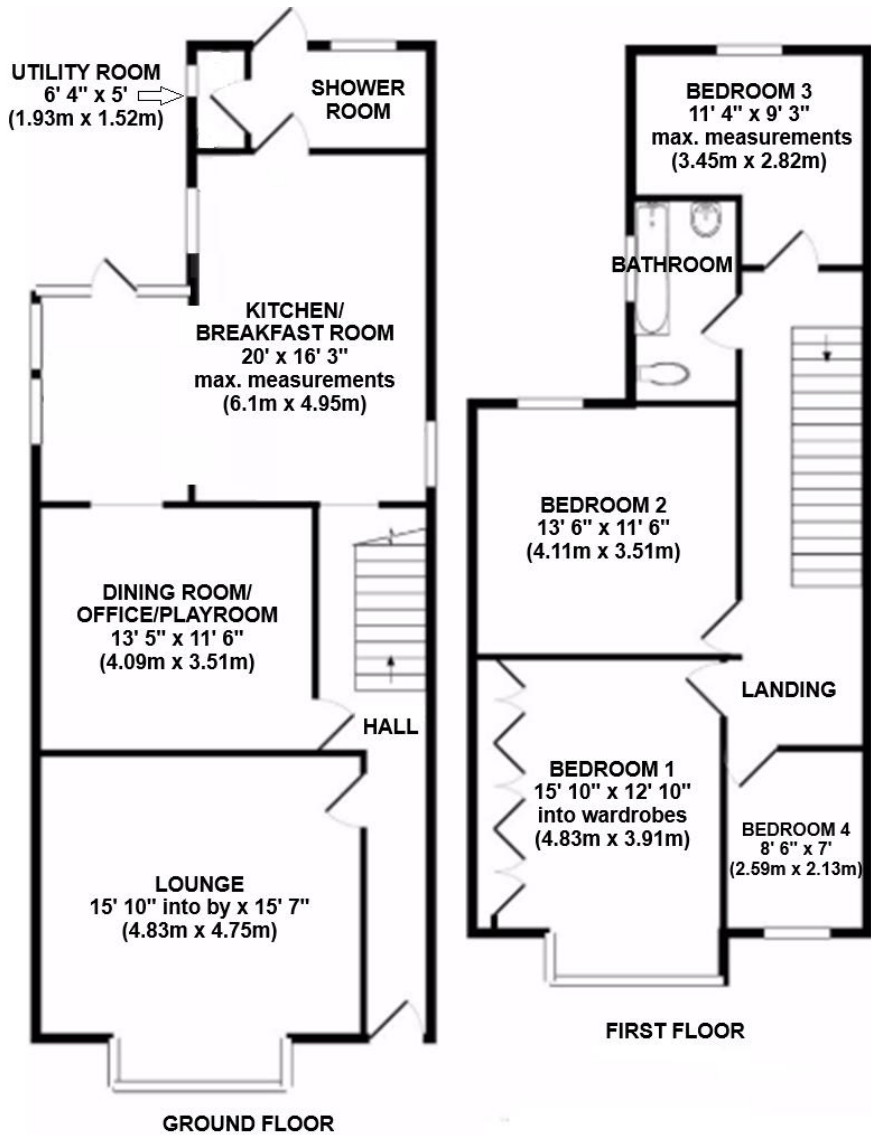 UTILITY ROOM
6' 4" x 5'
(1.93m x 1.52m)
SHOWER
ROOM
KITCHEN/
BREAKFAST ROOM
20' x 16' 3"
max. measurements
(6.1m x 4.95m)
DINING ROOM/
OFFICE/PLAYROOM
13' 5" x 11' 6"
(4.09m x 3.51m)
HALL
LOUNGE
15' 10" into by x 15' 7"
(4.83m x 4.75m)
GROUND FLOOR
BEDROOM 3
11' 4" x 9' 3"
max. measurements
(3.45m x 2.82m)
BATHROOM
BEDROOM 2
13' 6" x 11' 6"
(4.11m x 3.51m)
LANDING
BEDROOM 1
15' 10" x 12' 10"
into wardrobes
(4.83m x 3.91m)
BEDROOM 4
8' 6" x 7'
(2.59m x 2.13m)
FIRST FLOOR